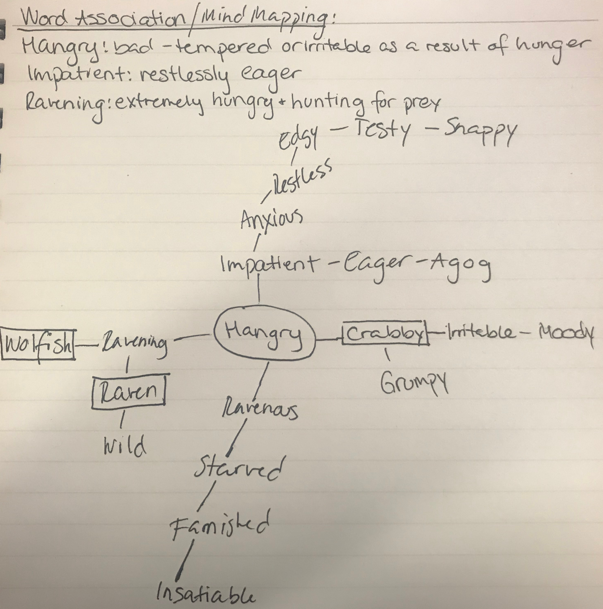 Word Association/Mind Mapping:
Hangry: bad-tempered or irritable as a result of hunger
Impatient: restlessly eager
Ravening: extremely hungry + hunting for prey
Edgy - Testy - Snappy
Restless
Anxious
Impatient - Eager - Agog
Wolfish - Ravening - Hangry - Crabby - Irritable - Moody
Raven
Grumpy
Ravenous
Wild
Starved
Famished
Insatiable